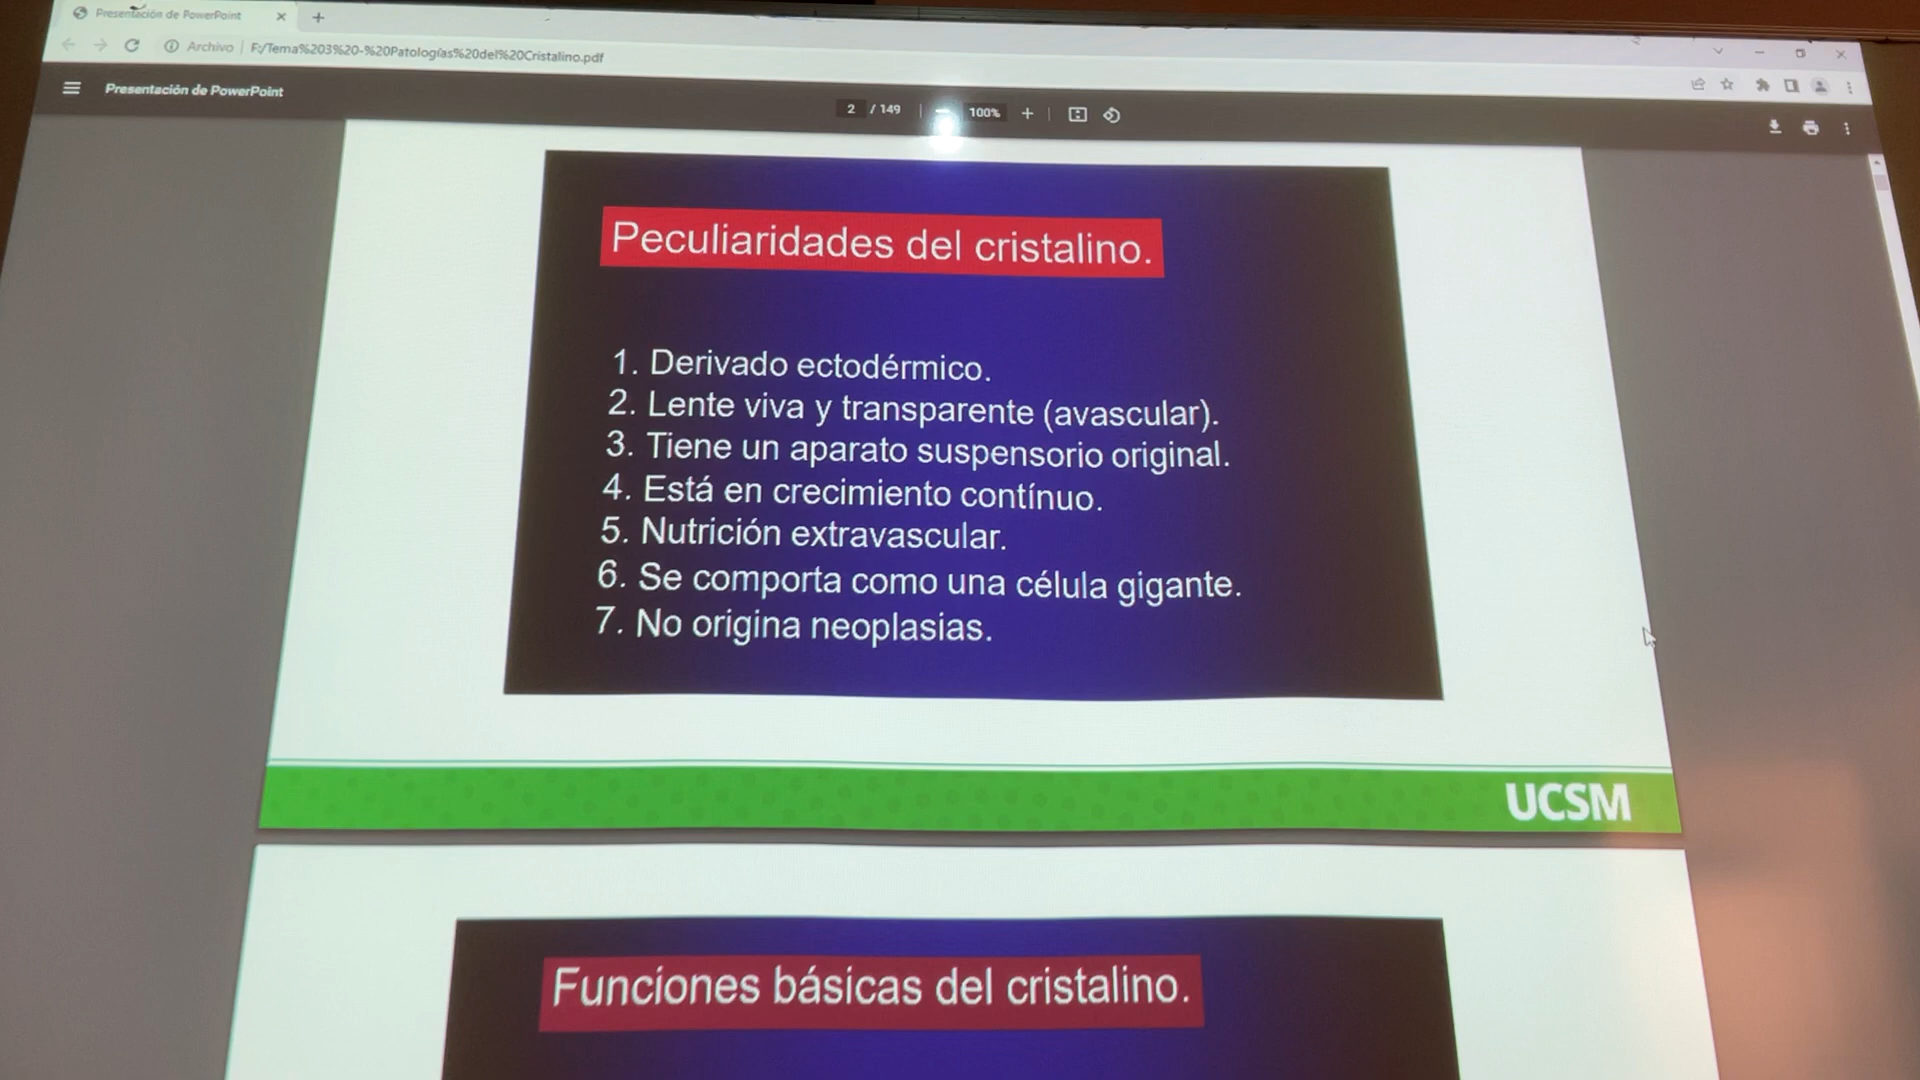 Presentación de PowerPoint
Archivo | F:/Tema%203%20-%20Patologías%20del%20Cristalino.pdf
Presentación de PowerPoint
2 / 149 | − 100% + |
Peculiaridades del cristalino.
1. Derivado ectodérmico.
2. Lente viva y transparente (avascular).
3. Tiene un aparato suspensorio original.
4. Está en crecimiento contínuo.
5. Nutrición extravascular.
6. Se comporta como una célula gigante.
7. No origina neoplasias.
UCSM
Funciones básicas del cristalino.